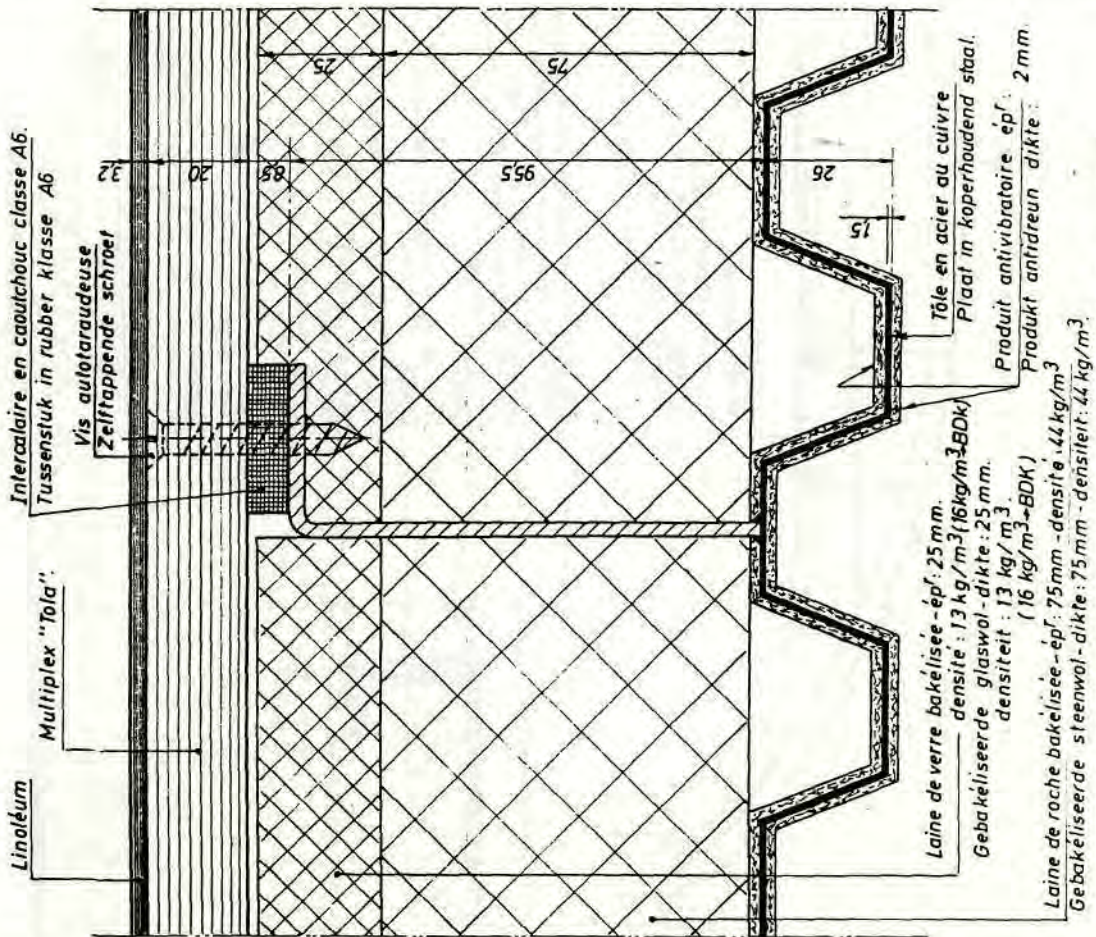 Intercalaire en caoutchouc classe A6.
Tussenstuk in rubber klasse A6
Vis autotaraudeuse
Zelftappende schroef
Multiplex "Tola".
Linoléum
3,2
20
8,5
95,5
26
25
75
1,5
Tôle en acier au cuivre
Plaat in koperhoudend staal.
Produit antivibratoire épr: 2 mm.
Produkt antidreun dikte:
Laine de verre bakélisée - épr: 25 mm.
densité: 13 kg/m³ (16 kg/m³→BDK)
Gebakéliseerde glaswol - dikte: 25 mm.
densiteit: 13 kg/m³
(16 kg/m³→BDK)
Laine de roche bakélisée - épr: 75 mm - densité: 44 kg/m³
Gebakéliseerde steenwol - dikte: 75 mm - densiteit: 44 kg/m³.